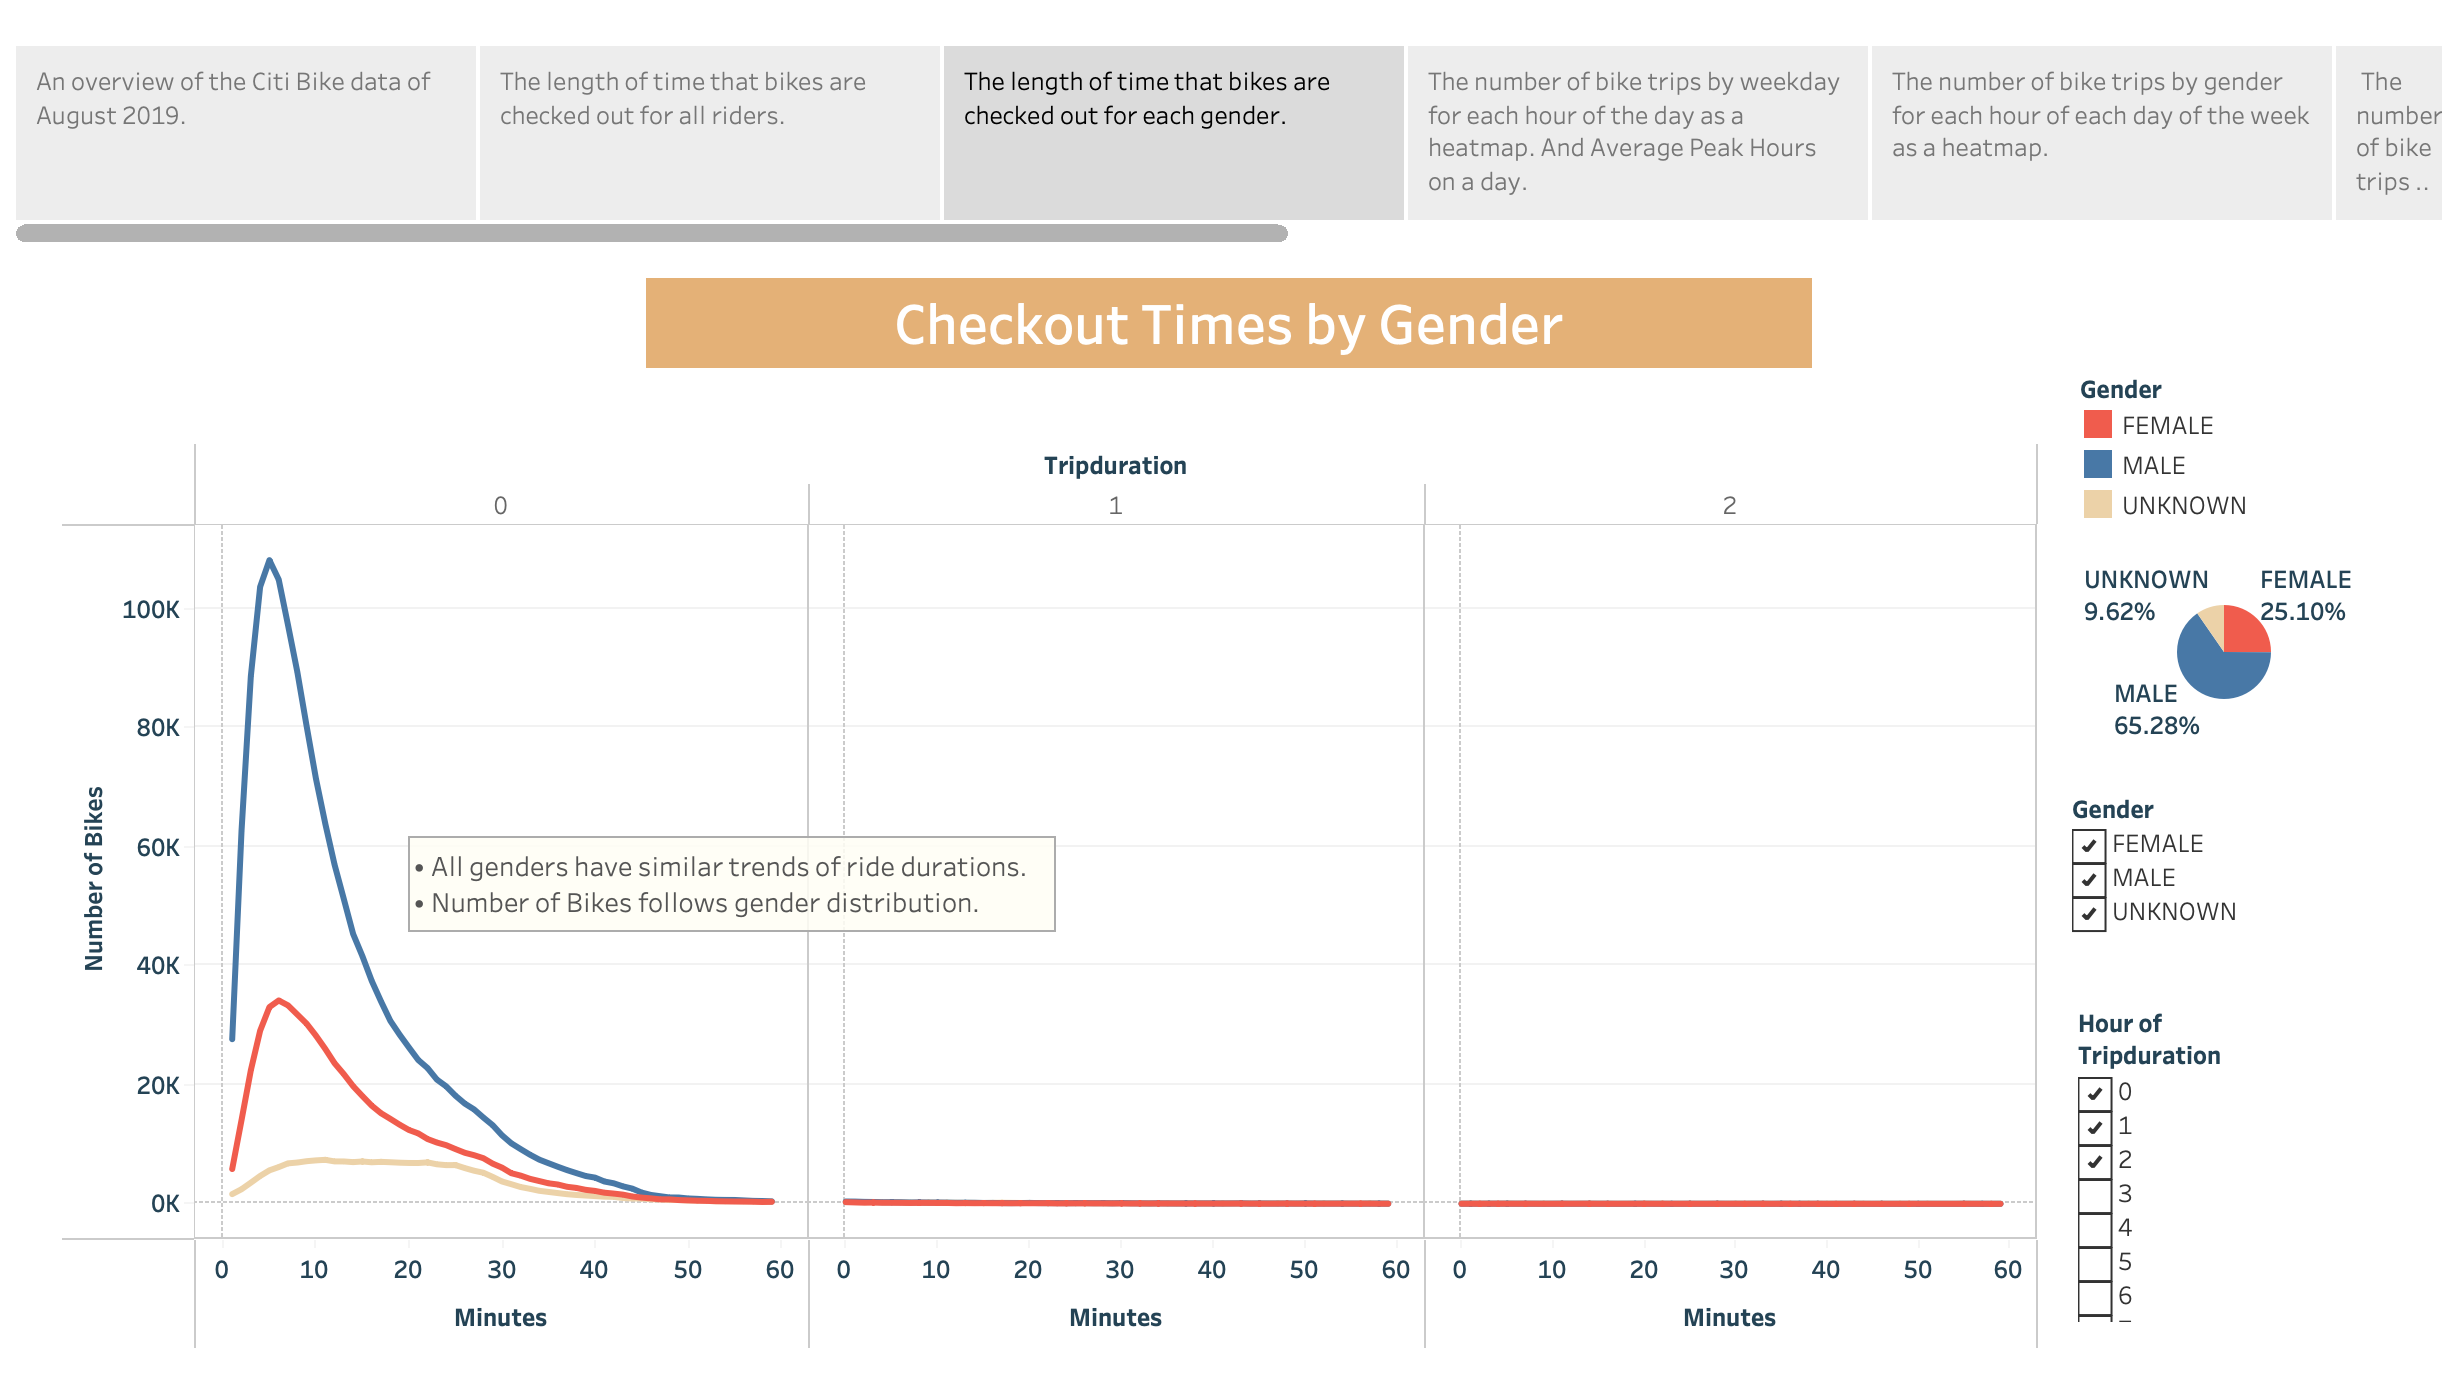 An overview of the Citi Bike data of
August 2019.
The length of time that bikes are
checked out for all riders.
The length of time that bikes are
checked out for each gender.
The number of bike trips by weekday
for each hour of the day as a
heatmap. And Average Peak Hours
on a day.
The number of bike trips by gender
for each hour of each day of the week
as a heatmap.
The
number
of bike
trips ..
Checkout Times by Gender
Gender
FEMALE
MALE
UNKNOWN
Tripduration
0 1 2
100K
80K
60K
40K
20K
0K
Number of Bikes
• All genders have similar trends of ride durations.
• Number of Bikes follows gender distribution.
0 10 20 30 40 50 60 0 10 20 30 40 50 60 0 10 20 30 40 50 60
Minutes Minutes Minutes
UNKNOWN
9.62%
FEMALE
25.10%
MALE
65.28%
Gender
FEMALE
MALE
UNKNOWN
Hour of
Tripduration
0
1
2
3
4
5
6